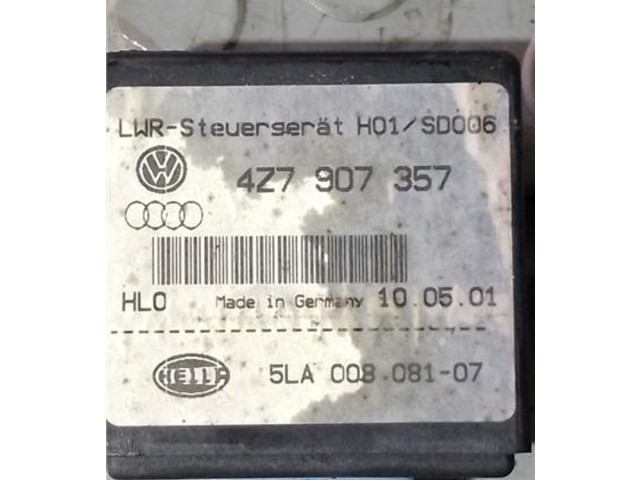 LWR-Steuergerät H01/SD006
4Z7 907 357
HLO Made in Germany 10.05.01
HELLA
5LA 008 081-07